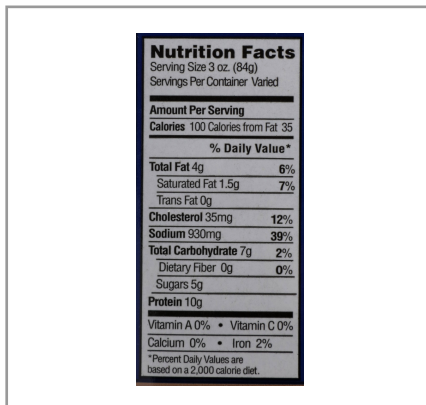 Nutrition Facts
Serving Size 3 oz. (84g)
Servings Per Container Varied
Amount Per Serving
Calories 100 Calories from Fat 35
% Daily Value*
Total Fat 4g 6%
Saturated Fat 1.5g 7%
Trans Fat 0g
Cholesterol 35mg 12%
Sodium 930mg 39%
Total Carbohydrate 7g 2%
Dietary Fiber 0g 0%
Sugars 5g
Protein 10g
Vitamin A 0% • Vitamin C 0%
Calcium 0% • Iron 2%
*Percent Daily Values are
based on a 2,000 calorie diet.